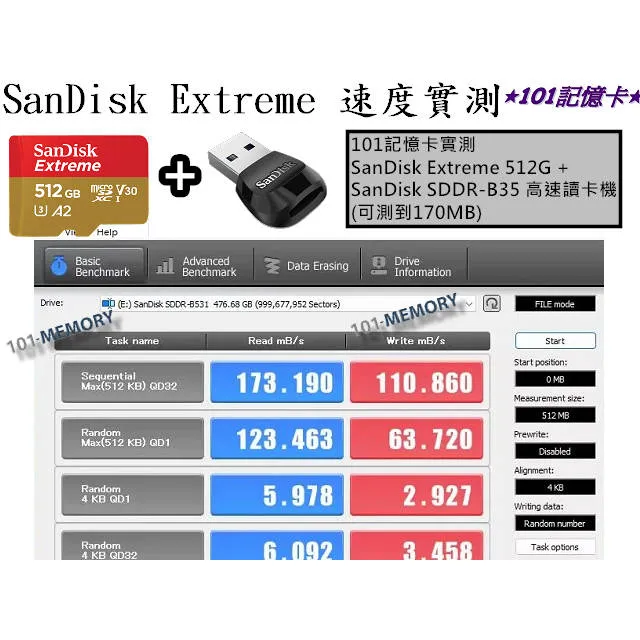 SanDisk Extreme 速度實測
★101記憶卡★
SanDisk
Extreme
512 GB
microSD XC I V30
U3 A2
SanDisk
101記憶卡實測
SanDisk Extreme 512G +
SanDisk SDDR-B35 高速讀卡機
(可測到170MB)
Help
Basic Benchmark
Advanced Benchmark
Data Erasing
Drive Information
Drive:
(E:) SanDisk SDDR-B531 476.68 GB (999,677,952 Sectors)
FILE mode
101-MEMORY
101-MEMORY
Task name Read mB/s Write mB/s
Start
Sequential
Max(512 KB) QD32
173.190 110.860
Random
Max(512 KB) QD1
123.463 63.720
Random
4 KB QD1
5.978 2.927
Random
4 KB QD32
6.092 3.458
Start position:
0 MB
Measurement size:
512 MB
Prewrite:
Disabled
Alignment:
4 KB
Writing data:
Random number
Task options